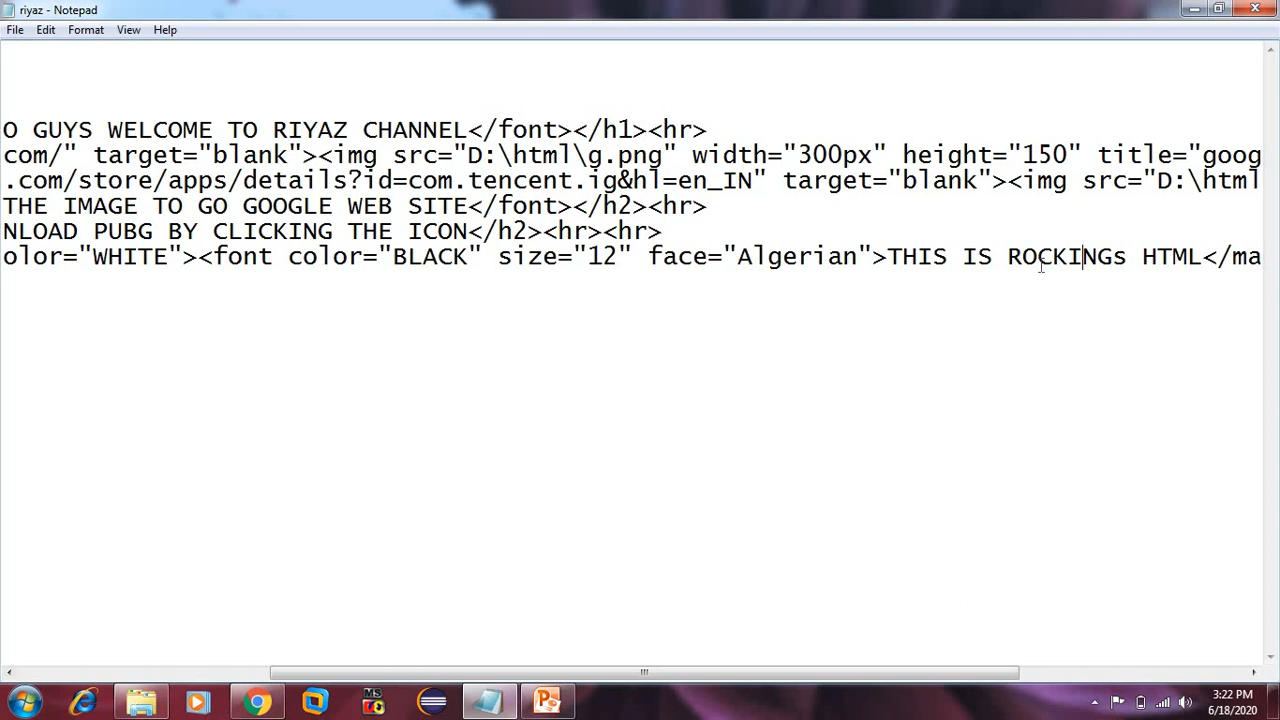 riyaz - Notepad
File Edit Format View Help
O GUYS WELCOME TO RIYAZ CHANNEL</font></h1><hr>
com/" target="blank"><img src="D:\html\g.png" width="300px" height="150" title="goog
.com/store/apps/details?id=com.tencent.ig&hl=en_IN" target="blank"><img src="D:\html
THE IMAGE TO GO GOOGLE WEB SITE</font></h2><hr>
NLOAD PUBG BY CLICKING THE ICON</h2><hr><hr>
olor="WHITE"><font color="BLACK" size="12" face="Algerian">THIS IS ROCKINGs HTML</ma
MS
3:22 PM
6/18/2020